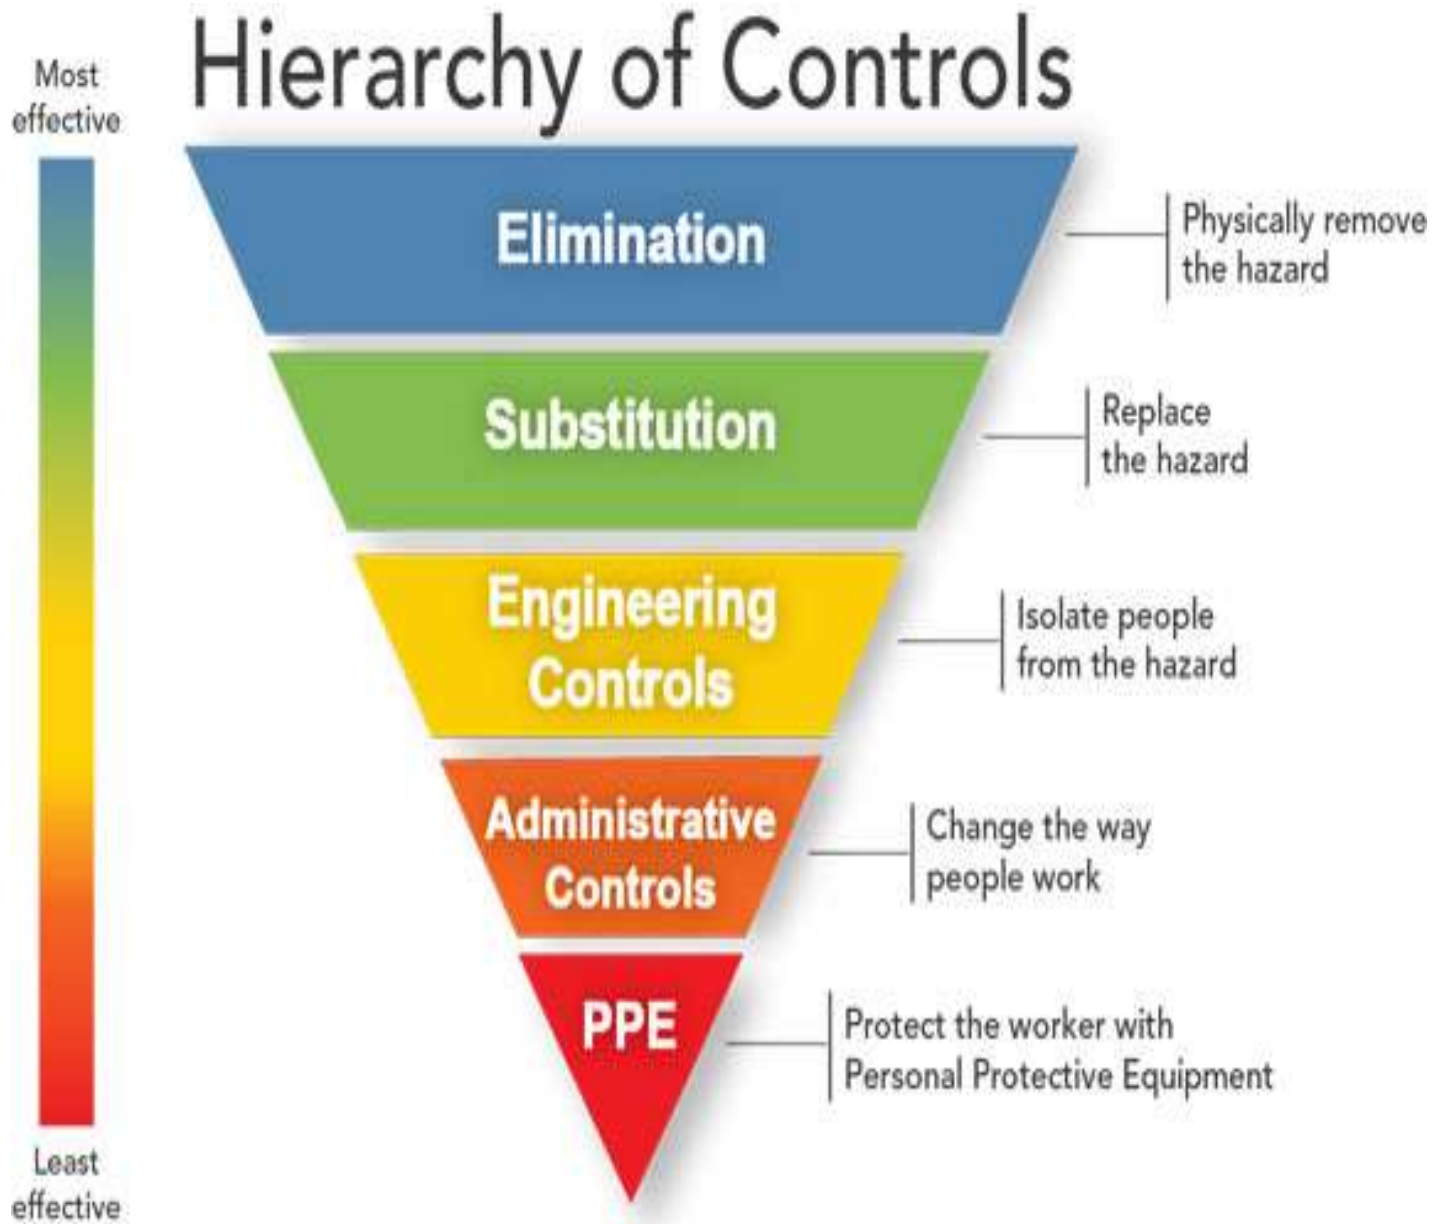 Hierarchy of Controls
Most
effective
Elimination
Physically remove
the hazard
Substitution
Replace
the hazard
Engineering
Controls
Isolate people
from the hazard
Administrative
Controls
Change the way
people work
PPE
Protect the worker with
Personal Protective Equipment
Least
effective